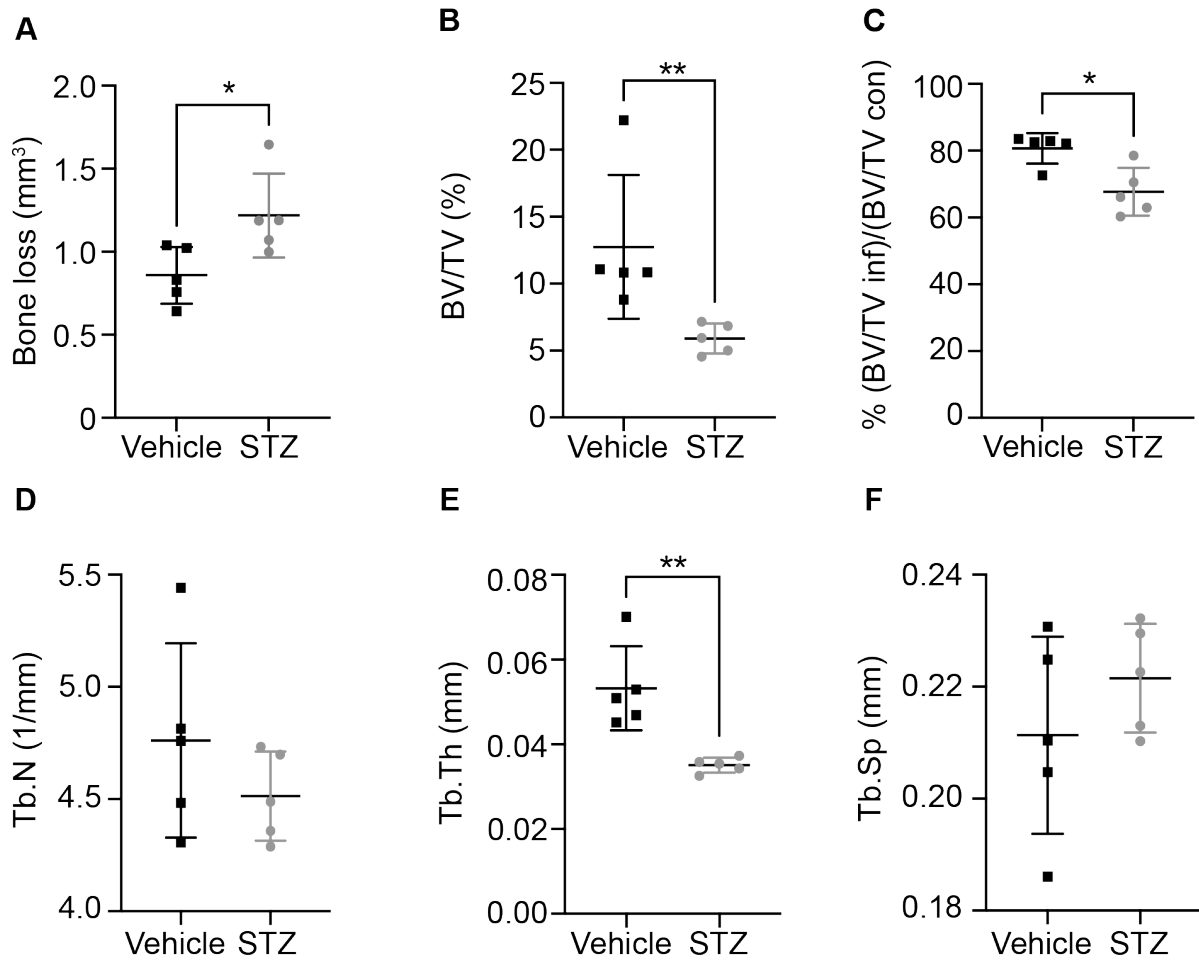 A
Bone loss (mm³)
2.0
1.5
1.0
0.5
0
*
Vehicle STZ
B
BV/TV (%)
25
20
15
10
5
0
**
Vehicle STZ
C
% (BV/TV inf)/(BV/TV con)
100
80
60
40
20
0
*
Vehicle STZ
D
Tb.N (1/mm)
5.5
5.0
4.5
4.0
Vehicle STZ
E
Tb.Th (mm)
0.08
0.06
0.04
0.02
0.00
**
Vehicle STZ
F
Tb.Sp (mm)
0.24
0.22
0.20
0.18
Vehicle STZ